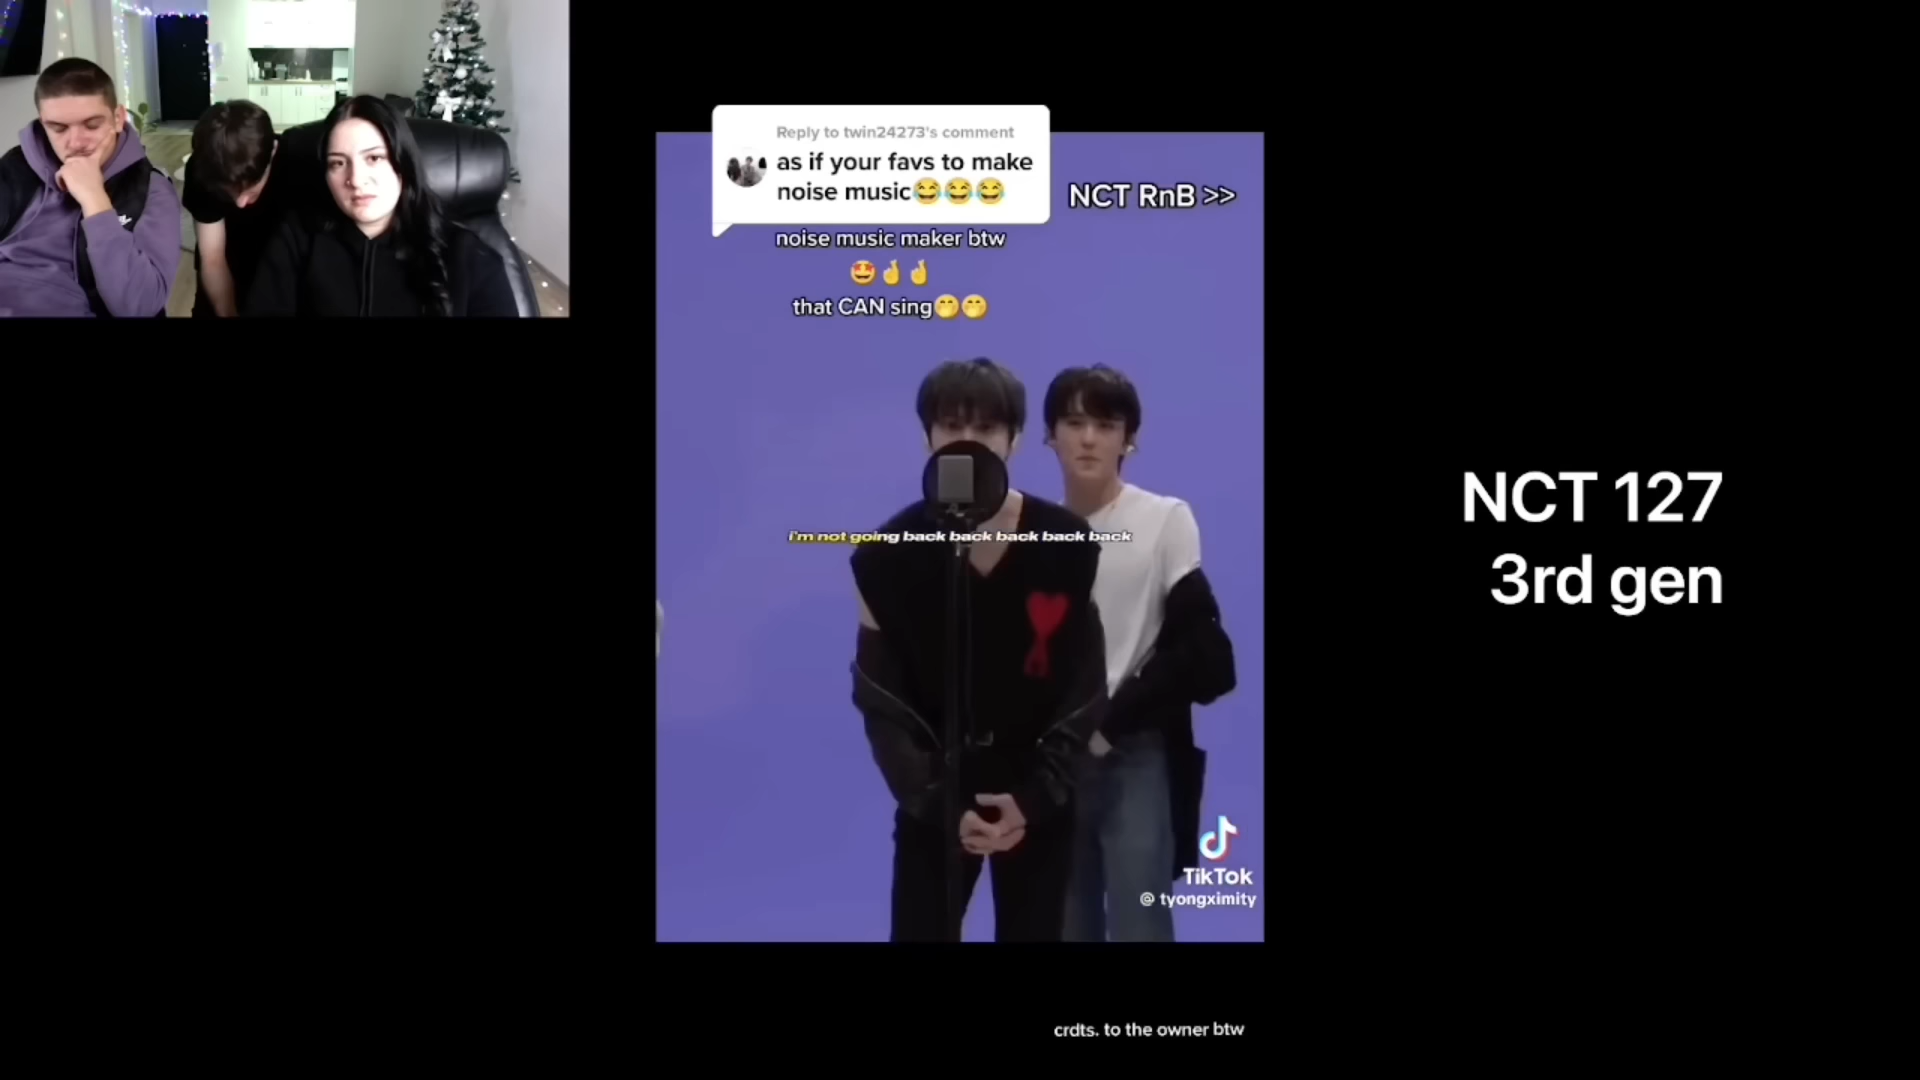 Reply to twin24273's comment
as if your favs to make
noise music😂😂😂
NCT RnB >>
noise music maker btw
🤩🤞🤞
that CAN sing🤭🤭
i'm not going back back back back back
NCT 127
3rd gen
TikTok
@ tyongximity
crdts. to the owner btw